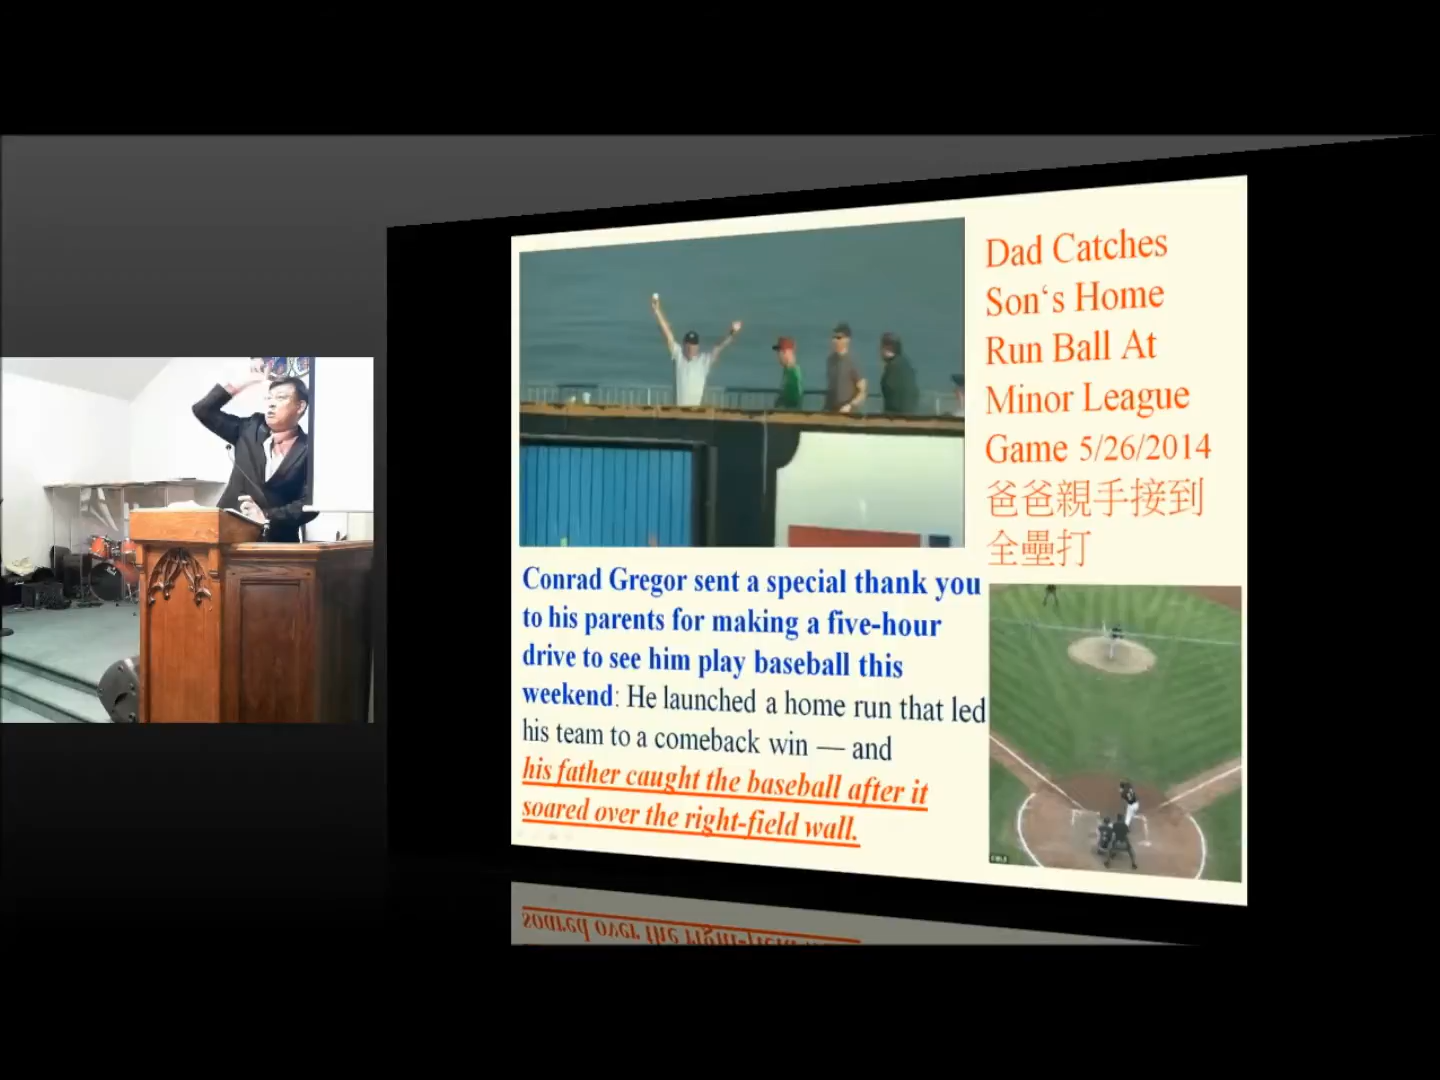 Dad Catches
Son‘s Home
Run Ball At
Minor League
Game 5/26/2014
爸爸親手接到
全壘打
Conrad Gregor sent a special thank you
to his parents for making a five-hour
drive to see him play baseball this
weekend: He launched a home run that led
his team to a comeback win — and
his father caught the baseball after it
soared over the right-field wall.